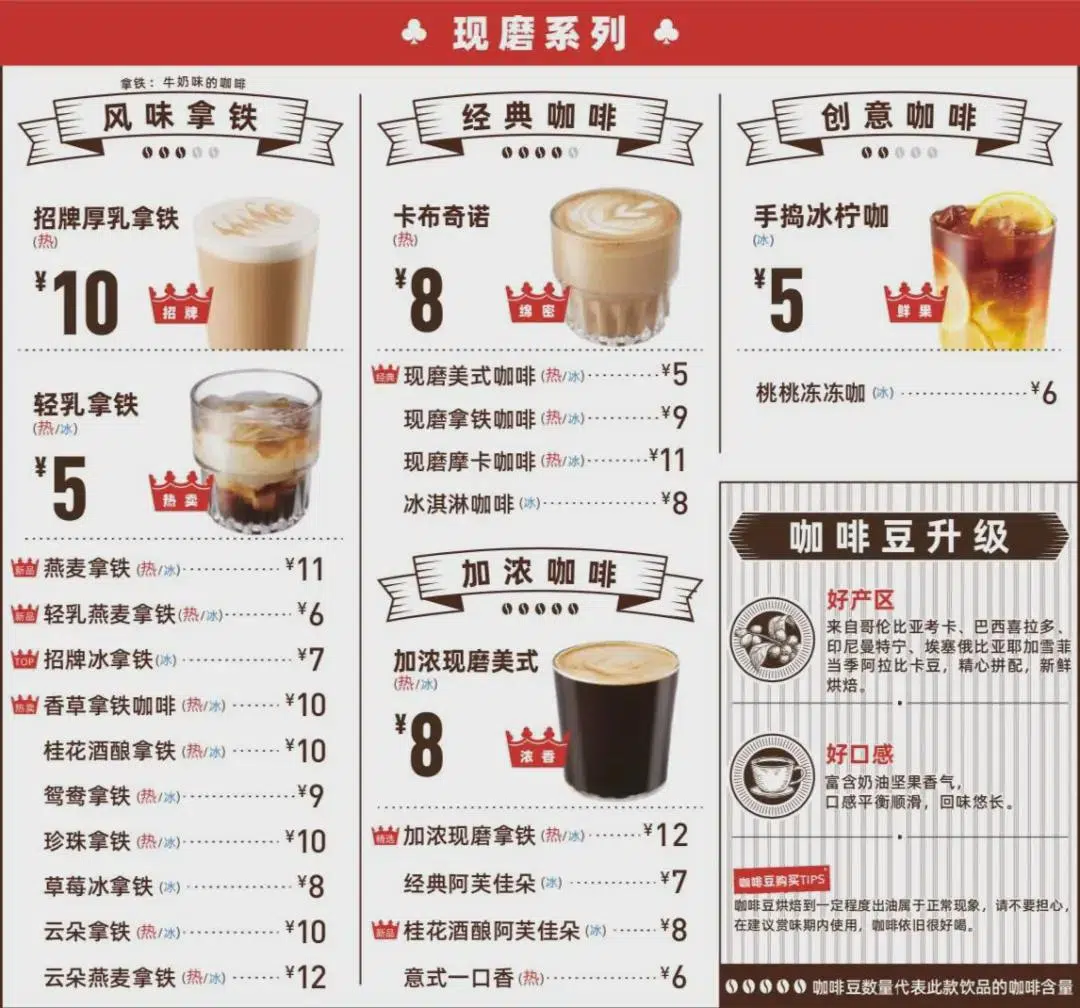 现磨系列
拿铁：牛奶味的咖啡
风味拿铁
招牌厚乳拿铁
(热)
¥10
招牌
轻乳拿铁
(热/冰)
¥5
热卖
新品 燕麦拿铁 (热/冰) ¥11
新品 轻乳燕麦拿铁(热/冰) ¥6
TOP 招牌冰拿铁(冰) ¥7
热卖 香草拿铁咖啡 (热/冰) ¥10
桂花酒酿拿铁 (热/冰) ¥10
鸳鸯拿铁 (热/冰) ¥9
珍珠拿铁 (热/冰) ¥10
草莓冰拿铁 (冰) ¥8
云朵拿铁 (热/冰) ¥10
云朵燕麦拿铁 (热/冰) ¥12
经典咖啡
卡布奇诺
(热)
¥8
绵密
经典 现磨美式咖啡 (热/冰) ¥5
现磨拿铁咖啡 (热/冰) ¥9
现磨摩卡咖啡 (热/冰) ¥11
冰淇淋咖啡 (冰) ¥8
加浓咖啡
加浓现磨美式
(热/冰)
¥8
浓香
精选 加浓现磨拿铁 (热/冰) ¥12
经典阿芙佳朵 (冰) ¥7
新品 桂花酒酿阿芙佳朵 (冰) ¥8
意式一口香 (热) ¥6
创意咖啡
手捣冰柠咖
(冰)
¥5
鲜果
桃桃冻冻咖 (冰) ¥6
咖啡豆升级
好产区
来自哥伦比亚考卡、巴西喜拉多、
印尼曼特宁、埃塞俄比亚耶加雪菲
当季阿拉比卡豆，精心拼配，新鲜
烘焙。
好口感
富含奶油坚果香气，
口感平衡顺滑，回味悠长。
咖啡豆购买TIPS
咖啡豆烘焙到一定程度出油属于正常现象，请不要担心，
在建议赏味期内使用，咖啡依旧很好喝。
咖啡豆数量代表此款饮品的咖啡含量